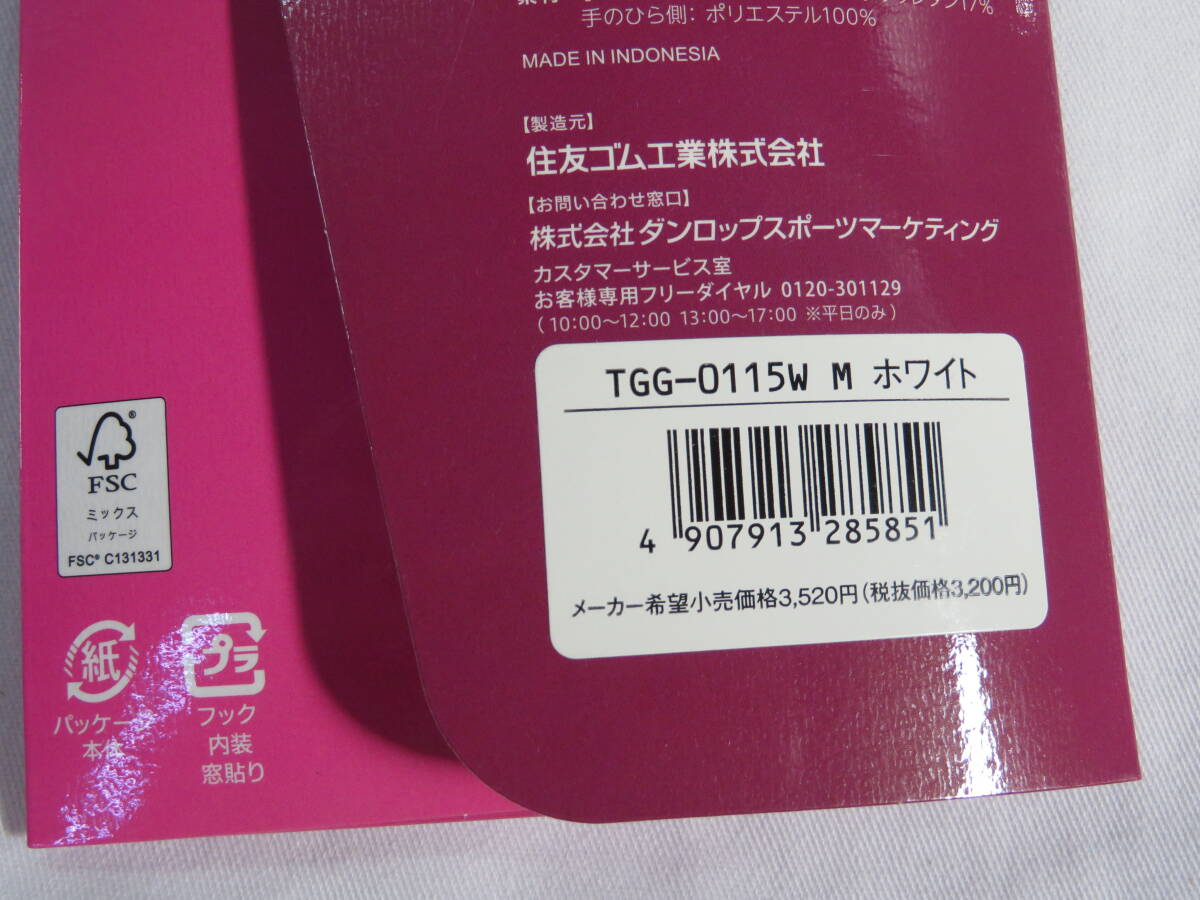 手のひら側：ポリエステル100%
MADE IN INDONESIA
【製造元】
住友ゴム工業株式会社
【お問い合わせ窓口】
株式会社 ダンロップスポーツマーケティング
カスタマーサービス室
お客様専用フリーダイヤル 0120-301129
（10：00〜12：00 13：00〜17：00 ※平日のみ）
TGG-0115W M ホワイト
4 907913 285851
メーカー希望小売価格3,520円(税抜価格3,200円)
FSC®
ミックス
パッケージ
FSC® C131331
紙
パッケージ
本体
プラ
フック
内装
窓貼り